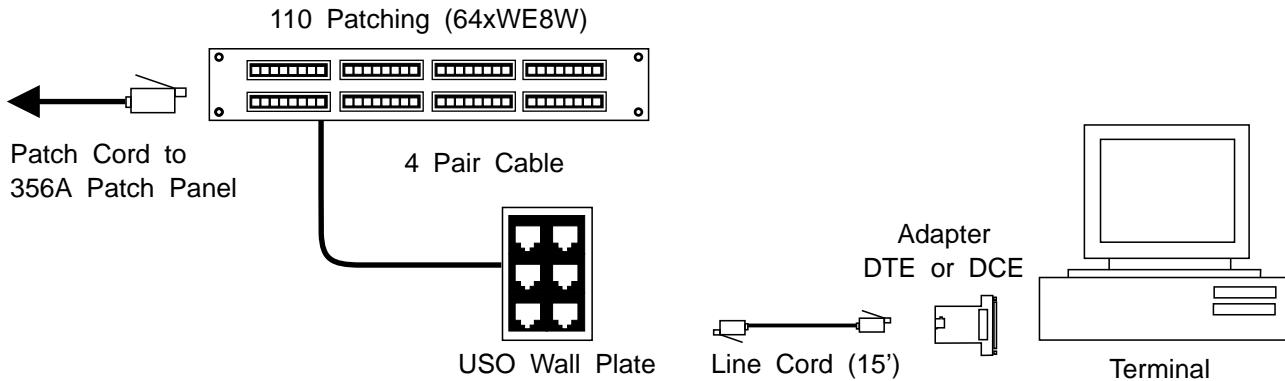 110 Patching (64xWE8W)
Patch Cord to
356A Patch Panel
4 Pair Cable
USO Wall Plate
Line Cord (15’)
Adapter
DTE or DCE
Terminal